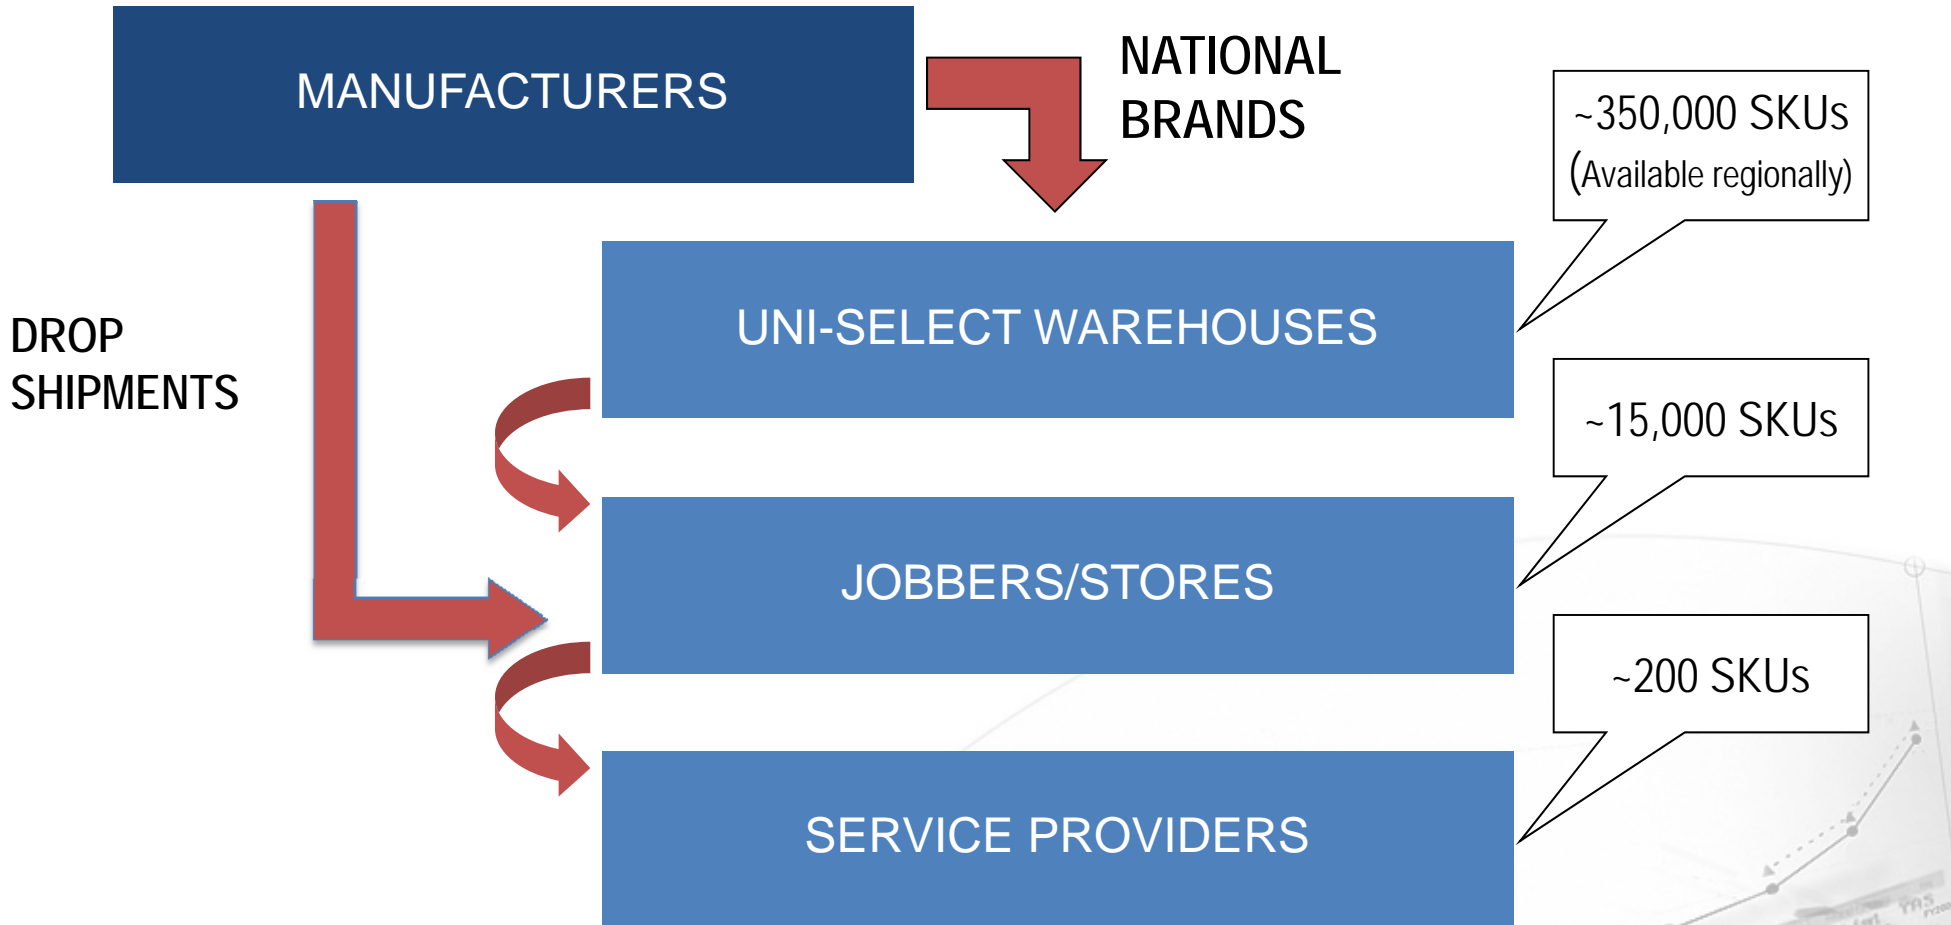 MANUFACTURERS
NATIONAL
BRANDS
~350,000 SKUs
(Available regionally)
DROP
SHIPMENTS
UNI-SELECT WAREHOUSES
~15,000 SKUs
JOBBERS/STORES
~200 SKUs
SERVICE PROVIDERS